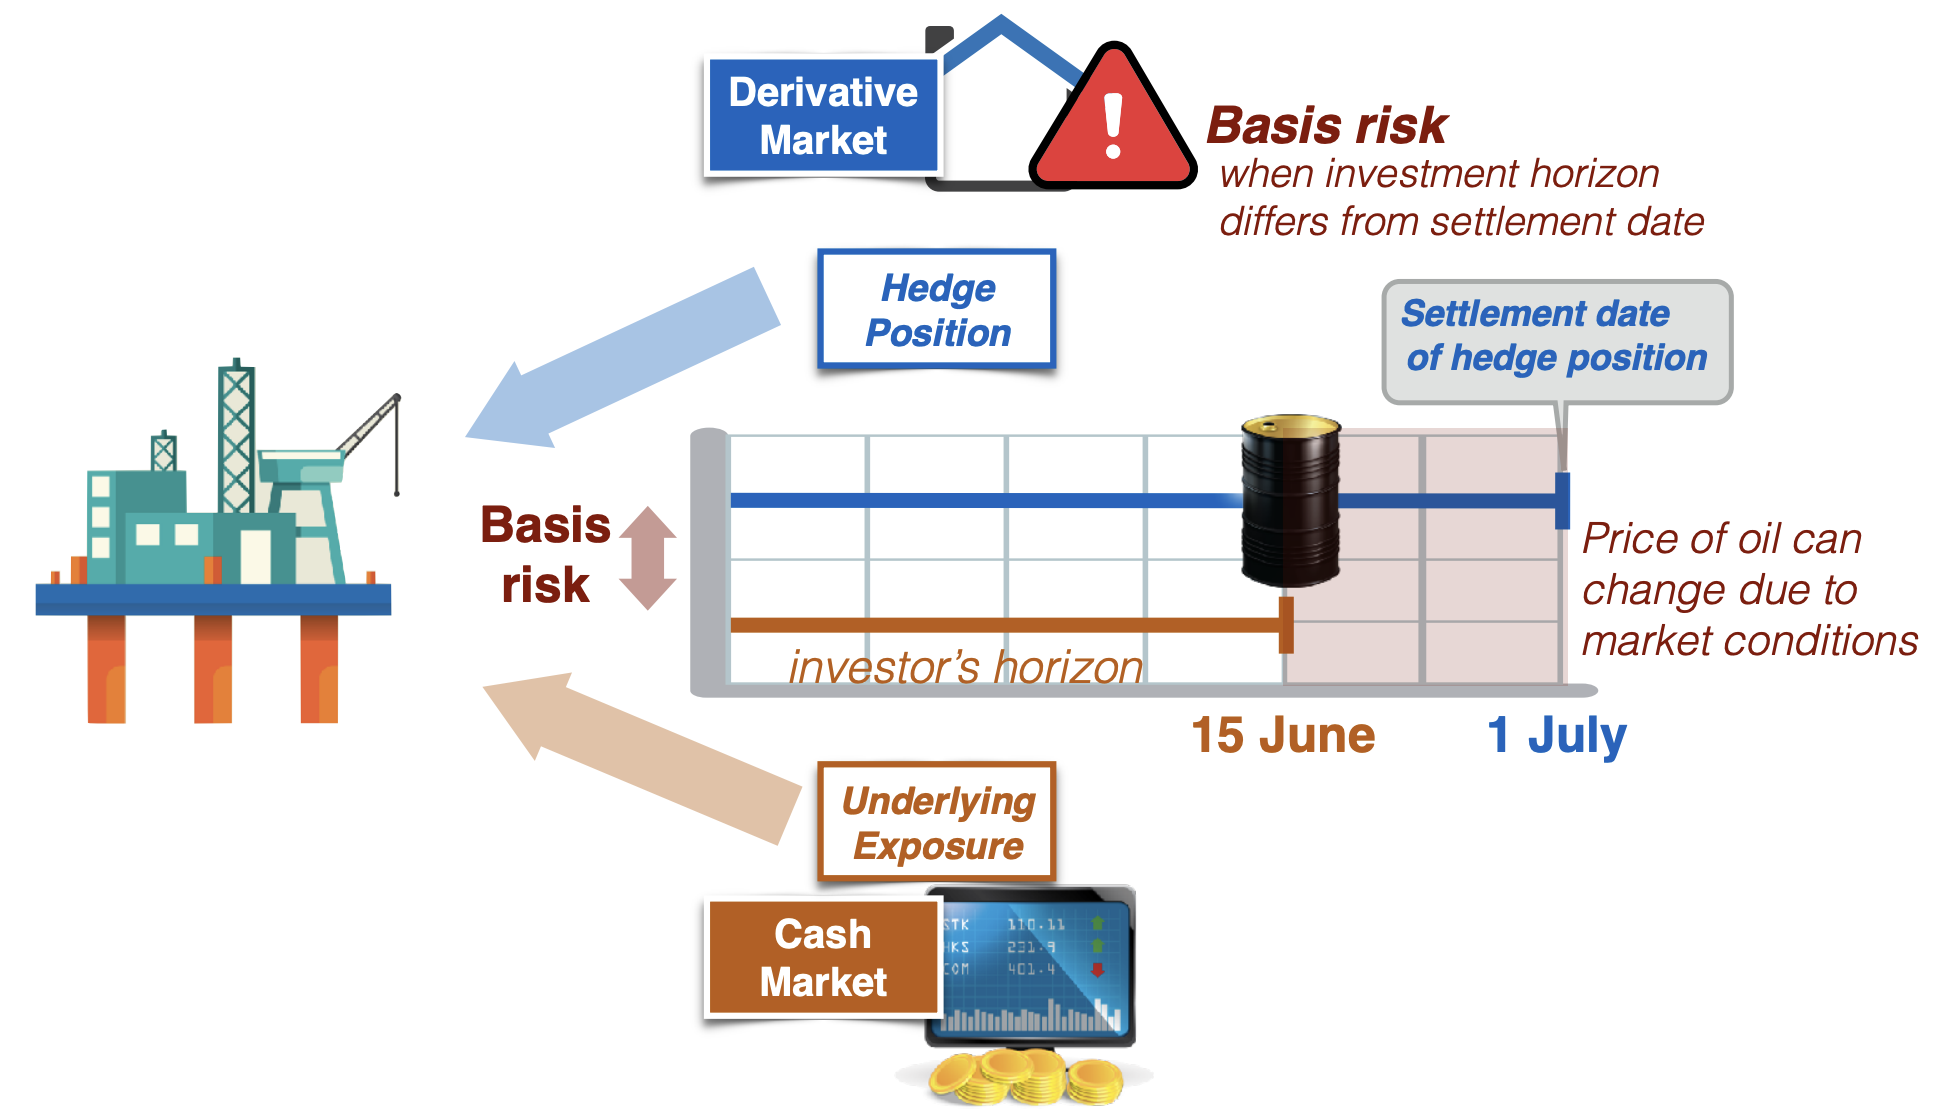 Derivative
Market
Basis risk
when investment horizon
differs from settlement date
Hedge
Position
Settlement date
of hedge position
Basis
risk
Price of oil can
change due to
market conditions
investor's horizon
15 June
1 July
Underlying
Exposure
Cash
Market
STK 110.11
HKS 231.9
COM 401.4